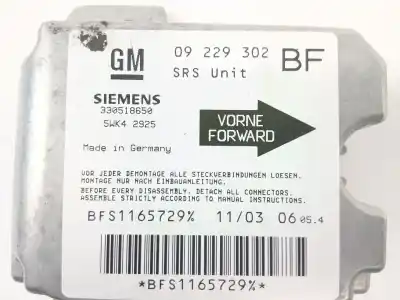 GM 09 229 302 BF
SRS Unit
SIEMENS
330518650
5WK4 2925
VORNE
FORWARD
Made in Germany
VOR JEDER DEMONTAGE ALLE STECKVERBINDUNGEN LOESEN.
MONTAGE NUR NACH EINBAUANLEITUNG.
BEFORE EVERY DISASSEMBLY. DETACH ALL CONNECTORS.
ASSEMBLE STRICTLY ACCORDING TO MANUAL INSTRUCTIONS.
BFS1165729% 11/03 06 05.4
*BFS1165729%*